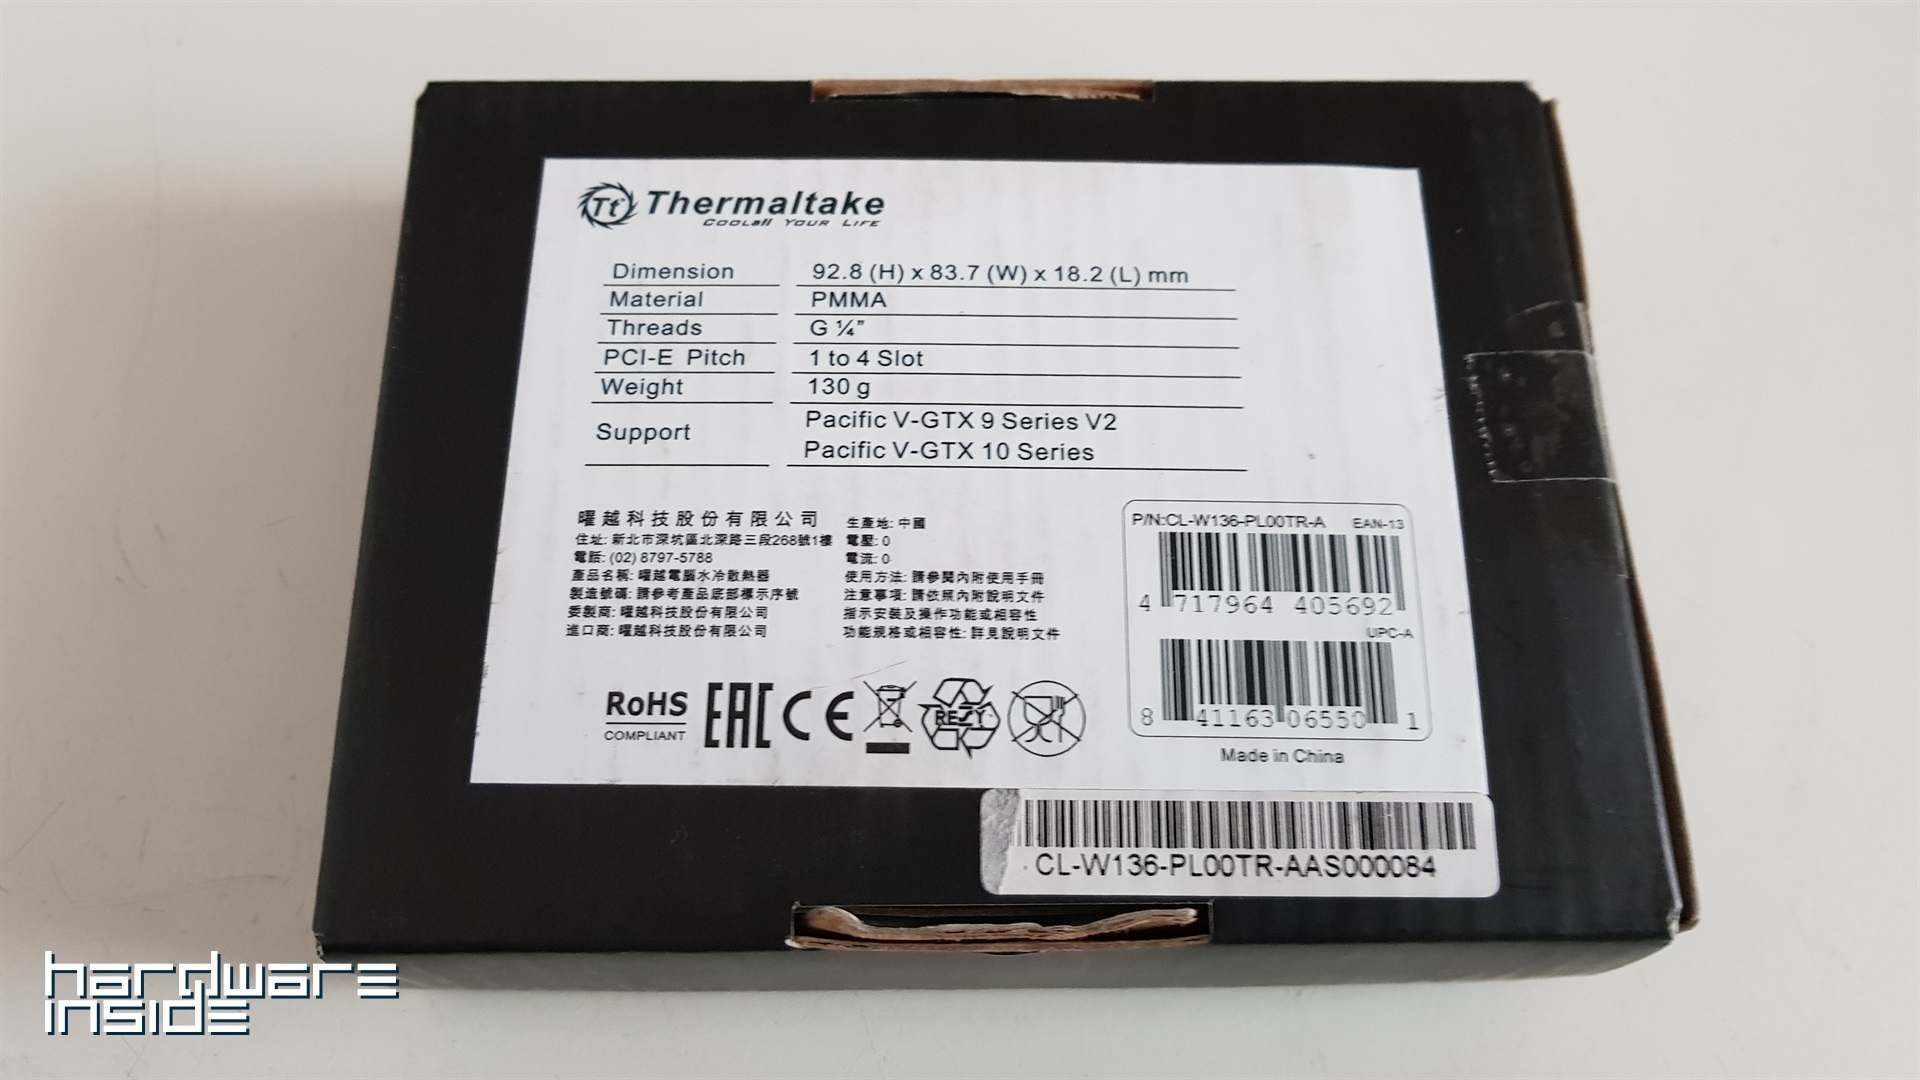 Tt Thermaltake
COOLall YOUR LIFE
Dimension 92.8 (H) x 83.7 (W) x 18.2 (L) mm
Material PMMA
Threads G ¼”
PCI-E Pitch 1 to 4 Slot
Weight 130 g
Support Pacific V-GTX 9 Series V2
Pacific V-GTX 10 Series
曜越科技股份有限公司
住址: 新北市深坑區北深路三段268號1樓
電話: (02) 8797-5788
產品名稱: 曜越電腦水冷散熱器
製造號碼: 請參考產品底部標示序號
委製商: 曜越科技股份有限公司
進口商: 曜越科技股份有限公司
生產地: 中國
電壓: 0
電流: 0
使用方法: 請參閱內附使用手冊
注意事項: 請依照內附說明文件
指示安裝及操作功能或相容性
功能規格或相容性: 詳見說明文件
P/N:CL-W136-PL00TR-A EAN-13
4 717964 405692
UPC-A
8 41163 06550 1
Made in China
RoHS
COMPLIANT
EAC CE RESY
CL-W136-PL00TR-AAS000084
hardware
inside